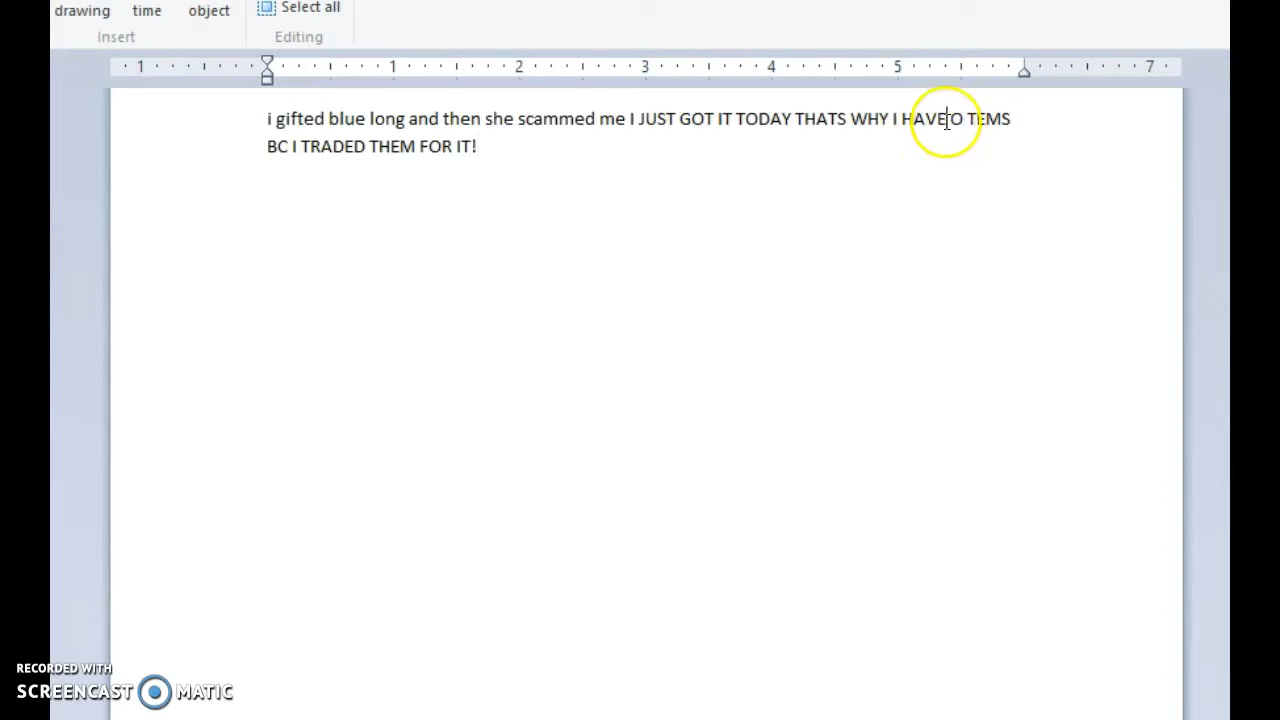 drawing time object Select all
Insert Editing
1 1 2 3 4 5 7
i gifted blue long and then she scammed me I JUST GOT IT TODAY THATS WHY I HAVE O TEMS
BC I TRADED THEM FOR IT!
RECORDED WITH
SCREENCAST MATIC